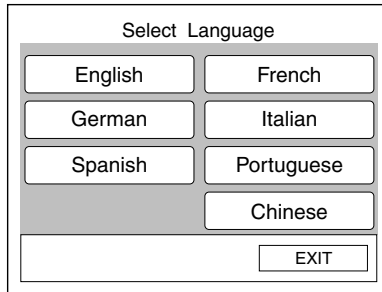 Select Language
English French
German Italian
Spanish Portuguese
Chinese
EXIT